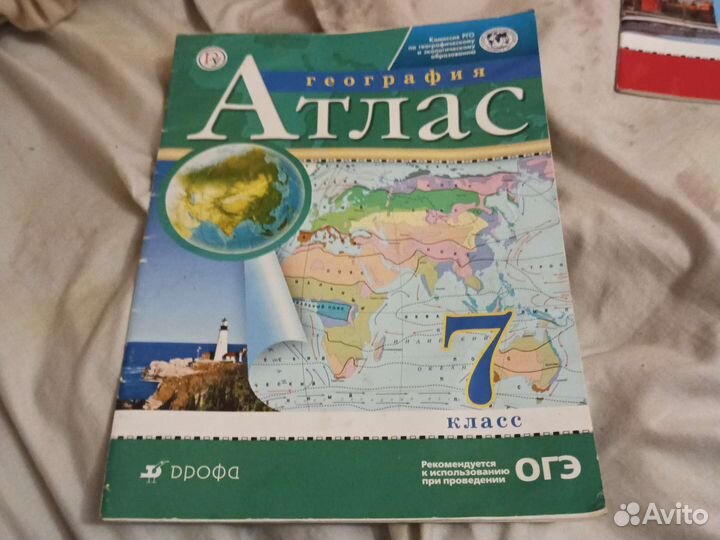 Комиссия РГО
по географическому
и экологическому
образованию
география
Атлас
7
класс
дрофа
Рекомендуется
к использованию
при проведении
ОГЭ
Avito